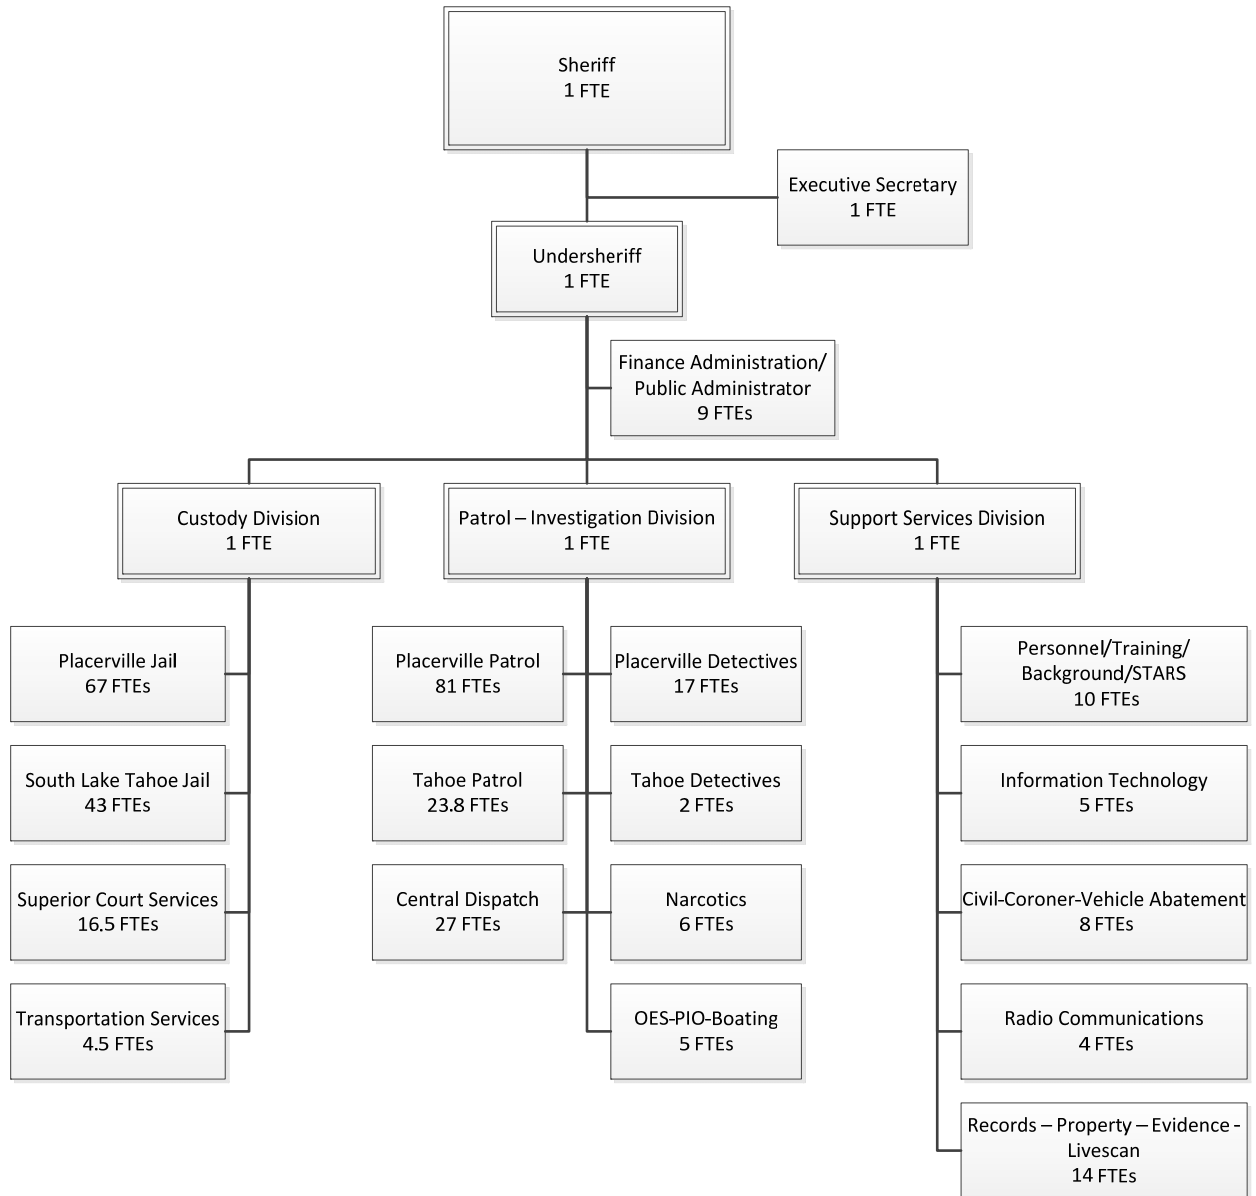 Sheriff
1 FTE
Executive Secretary
1 FTE
Undersheriff
1 FTE
Finance Administration/
Public Administrator
9 FTEs
Custody Division
1 FTE
Patrol – Investigation Division
1 FTE
Support Services Division
1 FTE
Placerville Jail
67 FTEs
South Lake Tahoe Jail
43 FTEs
Superior Court Services
16.5 FTEs
Transportation Services
4.5 FTEs
Placerville Patrol
81 FTEs
Tahoe Patrol
23.8 FTEs
Central Dispatch
27 FTEs
Placerville Detectives
17 FTEs
Tahoe Detectives
2 FTEs
Narcotics
6 FTEs
OES-PIO-Boating
5 FTEs
Personnel/Training/
Background/STARS
10 FTEs
Information Technology
5 FTEs
Civil-Coroner-Vehicle Abatement
8 FTEs
Radio Communications
4 FTEs
Records – Property – Evidence -
Livescan
14 FTEs